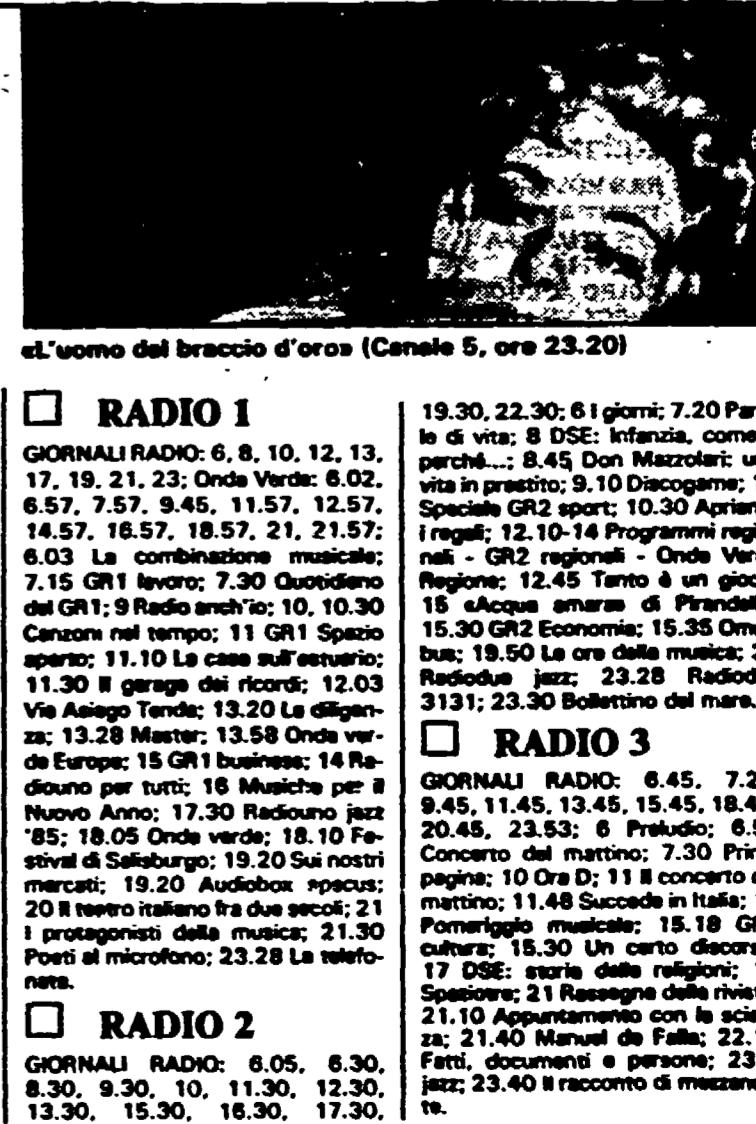 «L'uomo dal braccio d'oro» (Canale 5, ore 23.20)
RADIO 1
GIORNALI RADIO: 6, 8, 10, 12, 13,
17, 19, 21, 23; Onda Verde: 6.02,
6.57, 7.57, 9.45, 11.57, 12.57,
14.57, 16.57, 18.57, 21, 21.57;
6.03 La combinazione musicale;
7.15 GR1 lavoro; 7.30 Quotidiano
del GR1; 9 Radio anch'io; 10, 10.30
Canzoni nel tempo; 11 GR1 Spazio
aperto; 11.10 La casa sull'estuario;
11.30 Il garage dei ricordi; 12.03
Via Asiago Tenda; 13.20 La diligen-
za; 13.28 Master; 13.58 Onda ver-
de Europa; 15 GR1 business; 14 Ra-
diouno per tutti; 16 Musiche per il
Nuovo Anno; 17.30 Radiouno jazz
'85; 18.05 Onda verde; 18.10 Fe-
stival di Salisburgo; 19.20 Sui nostri
mercati; 19.20 Audiobox specus;
20 Il teatro italiano fra due secoli; 21
I protagonisti della musica; 21.30
Poeti al microfono; 23.28 La telefo-
nata.
RADIO 2
GIORNALI RADIO: 6.05, 6.30,
8.30, 9.30, 10, 11.30, 12.30,
13.30, 15.30, 16.30, 17.30,
19.30, 22.30; 6 I giorni; 7.20 Par
le di vita; 8 DSE: Infanzia, come
perché...; 8.45 Don Mazzolari: u
vita in prestito; 9.10 Discogame;
Speciale GR2 sport; 10.30 Aprian
i regali; 12.10-14 Programmi regi
nali - GR2 regionali - Onda Ver
Regione; 12.45 Tanto è un gioc
15 «Acqua amara» di Pirandell
15.30 GR2 Economia; 15.35 Om
bus; 19.50 Le ore della musica; 2
Radiodue jazz; 23.28 Radiod
3131; 23.30 Bollettino del mare.
RADIO 3
GIORNALI RADIO: 6.45, 7.2
9.45, 11.45, 13.45, 15.45, 18.4
20.45, 23.53; 6 Preludio; 6.5
Concerto del mattino; 7.30 Prin
pagina; 10 Ora D; 11 Il concerto d
mattino; 11.48 Succede in Italia;
Pomeriggio musicale; 15.18 G
cultura; 15.30 Un certo discors
17 DSE: storia delle religioni; 1
Spaziotre; 21 Rassegna delle rivist
21.10 Appuntamento con la scie
za; 21.40 Manuel de Falla; 22.1
Fatti, documenti e persone; 23
jazz; 23.40 Il racconto di mezzano
te.